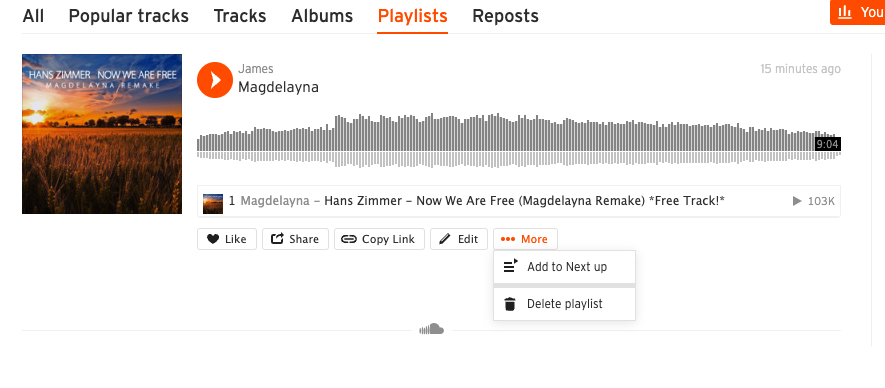 All Popular tracks Tracks Albums Playlists Reposts You
HANS ZIMMER NOW WE ARE FREE
MAGDELAYNA REMAKE
James 15 minutes ago
Magdelayna
9:04
1 Magdelayna – Hans Zimmer – Now We Are Free (Magdelayna Remake) *Free Track!* 103K
Like Share Copy Link Edit More
Add to Next up
Delete playlist